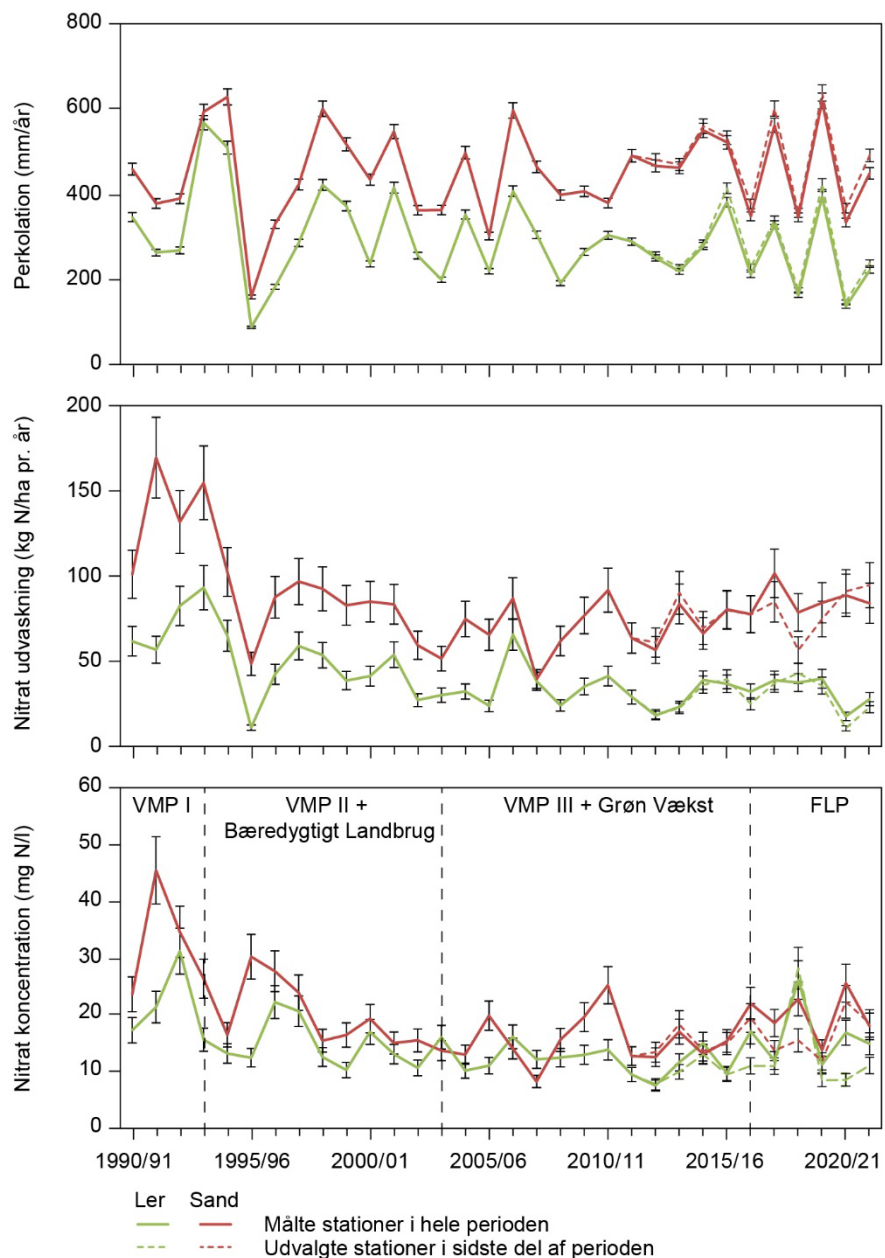 800
600
400
200
0
Perkolation (mm/år)
200
150
100
50
0
Nitrat udvaskning (kg N/ha pr. år)
60
50
40
30
20
10
0
Nitrat koncentration (mg N/l)
VMP I
VMP II +
Bæredygtigt Landbrug
VMP III + Grøn Vækst
FLP
1990/91 1995/96 2000/01 2005/06 2010/11 2015/16 2020/21
Ler Sand
Målte stationer i hele perioden
Udvalgte stationer i sidste del af perioden